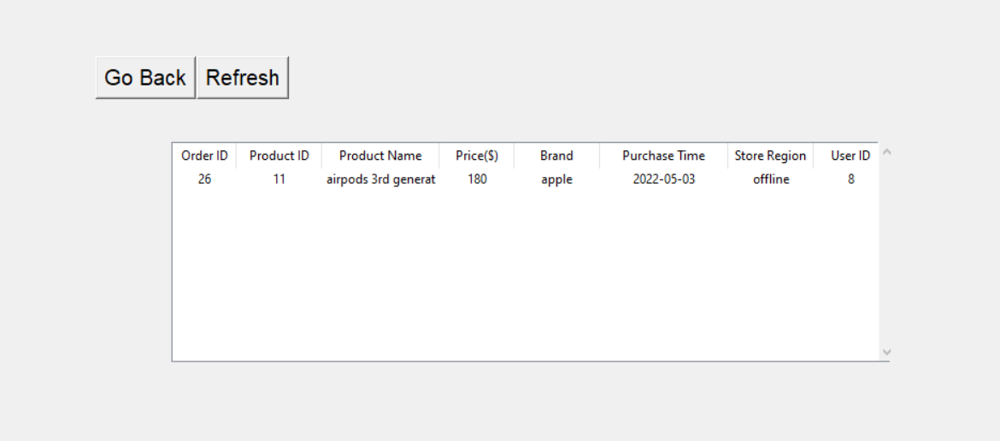 Go Back Refresh
Order ID Product ID Product Name Price($) Brand Purchase Time Store Region User ID
26 11 airpods 3rd generat 180 apple 2022-05-03 offline 8